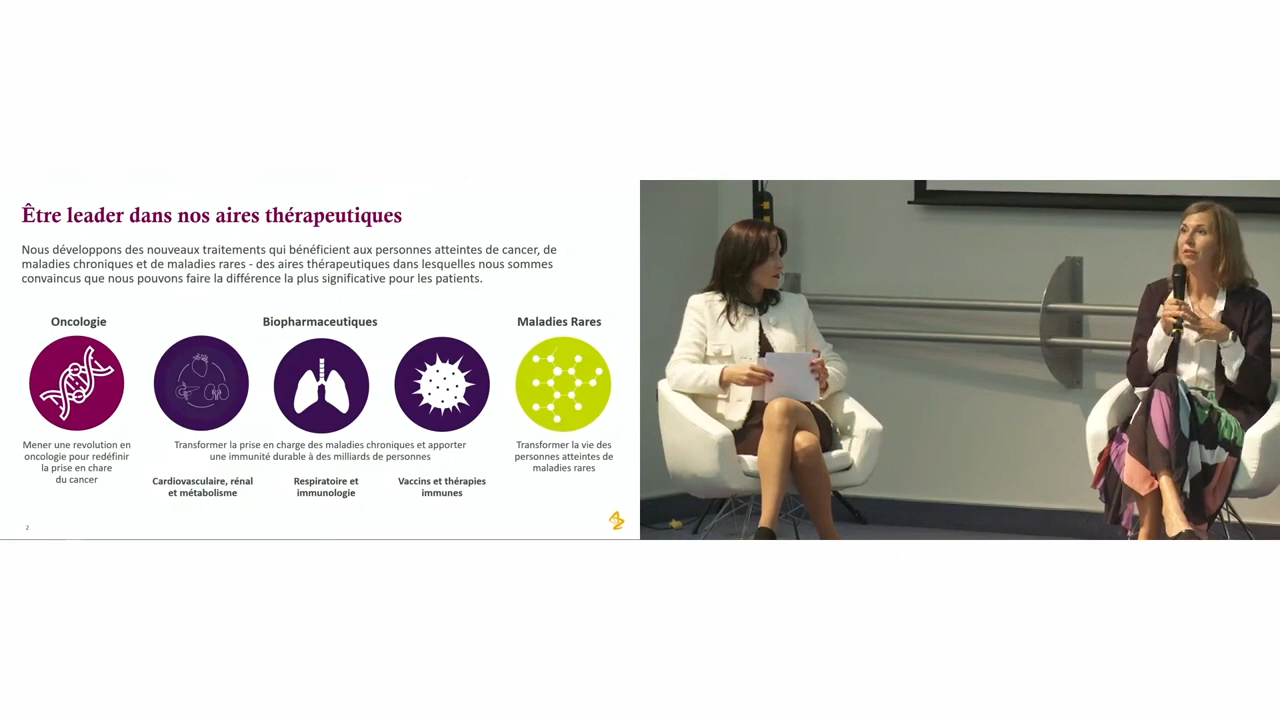 Être leader dans nos aires thérapeutiques
Nous développons des nouveaux traitements qui bénéficient aux personnes atteintes de cancer, de
maladies chroniques et de maladies rares - des aires thérapeutiques dans lesquelles nous sommes
convaincus que nous pouvons faire la différence la plus significative pour les patients.
Oncologie
Biopharmaceutiques
Maladies Rares
Mener une revolution en
oncologie pour redéfinir
la prise en chare
du cancer
Transformer la prise en charge des maladies chroniques et apporter
une immunité durable à des milliards de personnes
Cardiovasculaire, rénal
et métabolisme
Respiratoire et
immunologie
Vaccins et thérapies
immunes
Transformer la vie des
personnes atteintes de
maladies rares
2